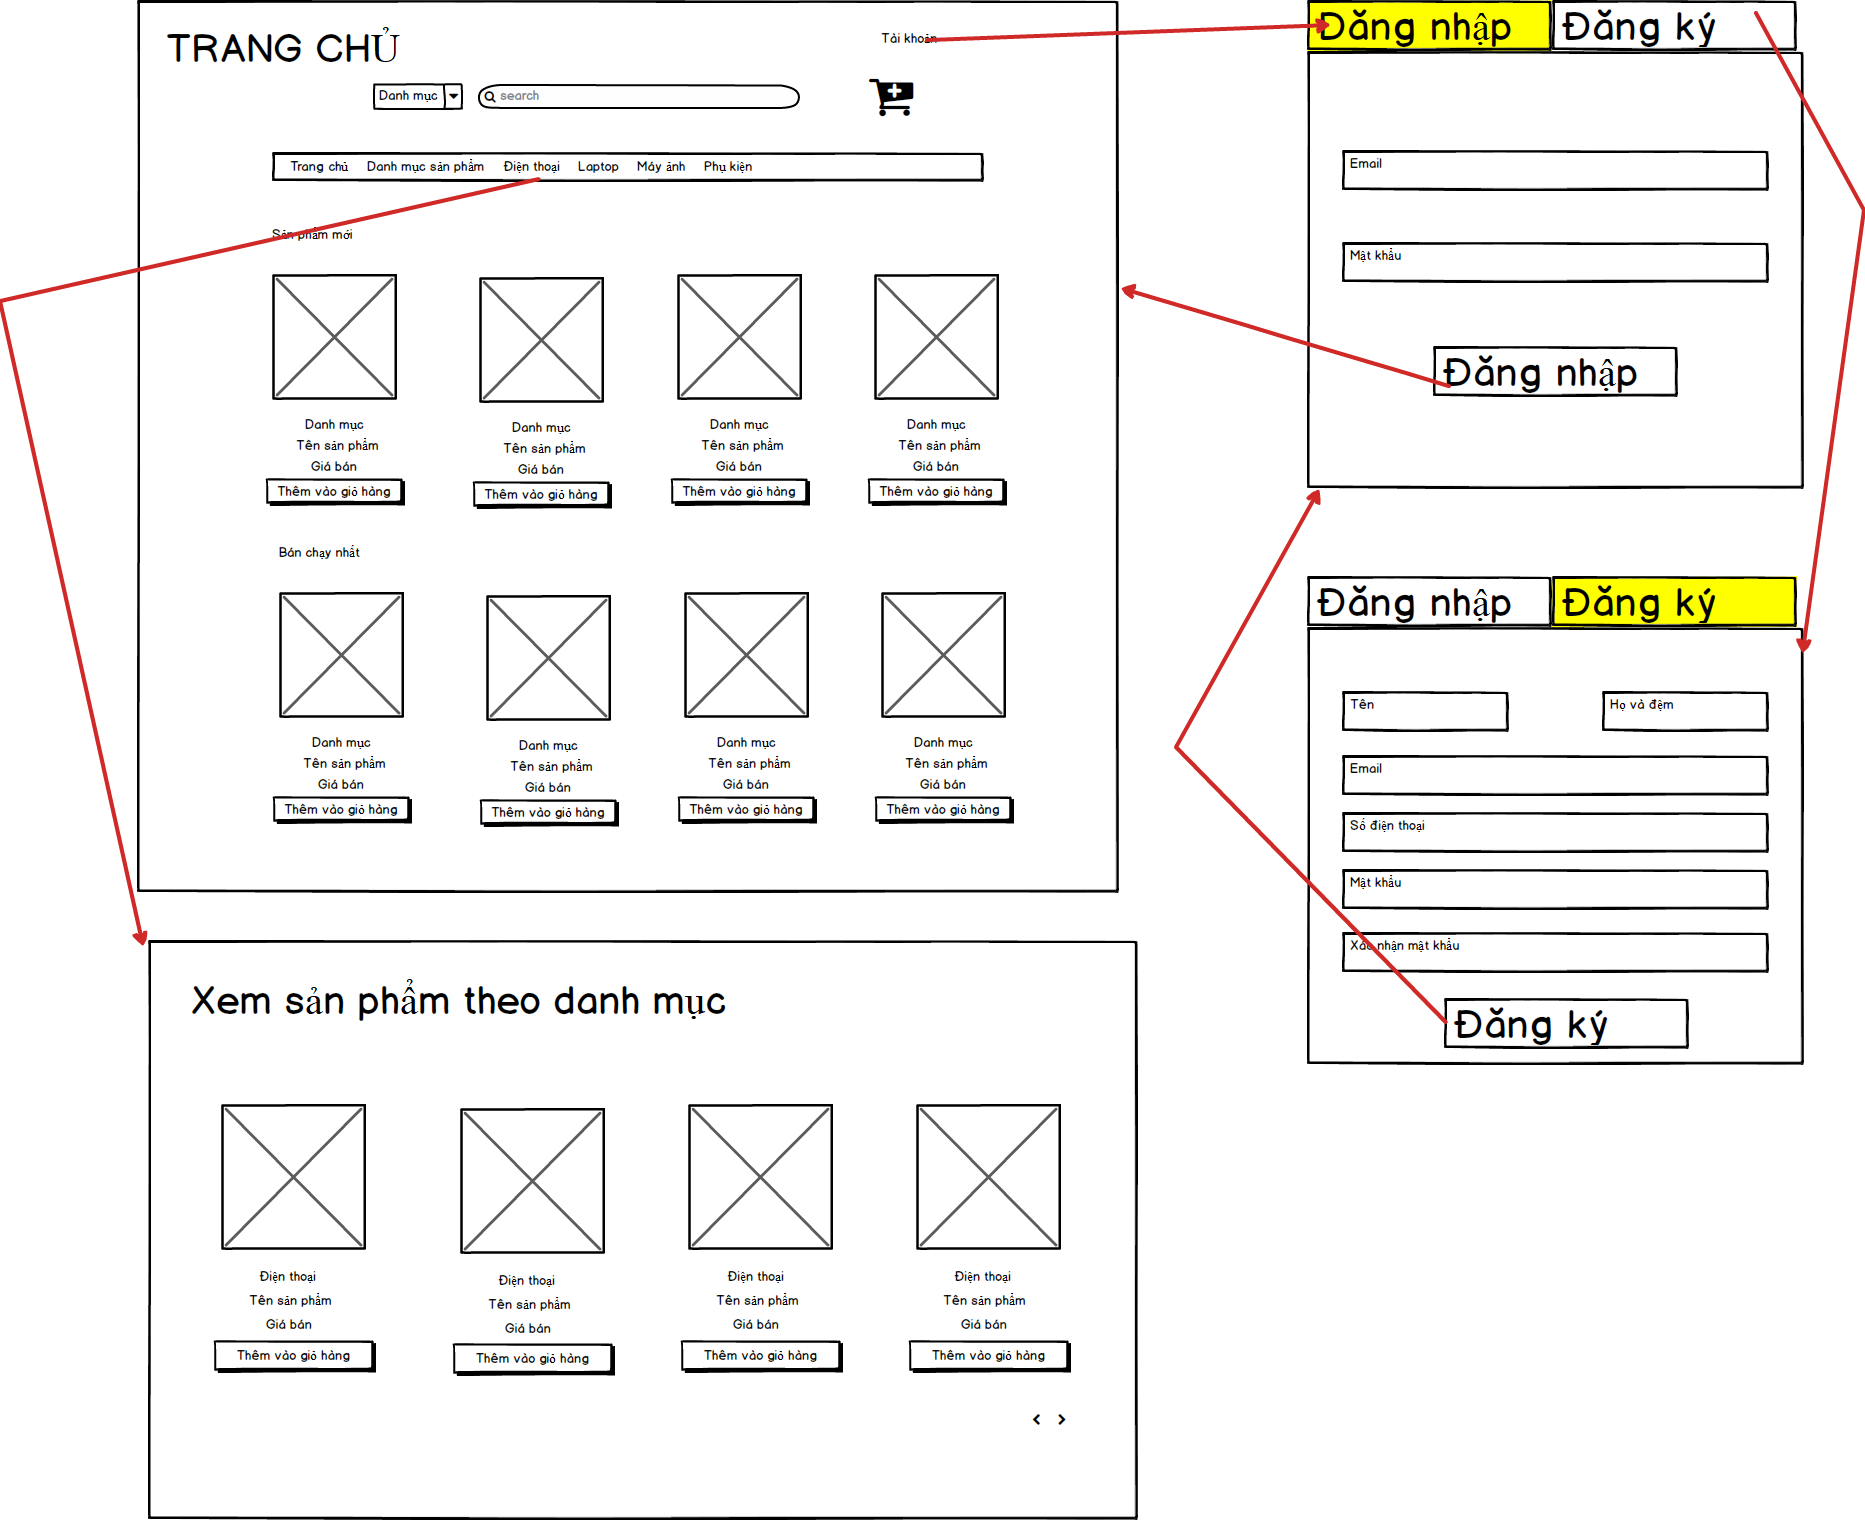 TRANG CHỦ
Tài khoản
Danh mục
search
Trang chủ Danh mục sản phẩm Điện thoại Laptop Máy ảnh Phụ kiện
Sản phẩm mới
Danh mục Danh mục Danh mục Danh mục
Tên sản phẩm Tên sản phẩm Tên sản phẩm Tên sản phẩm
Giá bán Giá bán Giá bán Giá bán
Thêm vào giỏ hàng Thêm vào giỏ hàng Thêm vào giỏ hàng Thêm vào giỏ hàng
Bán chạy nhất
Danh mục Danh mục Danh mục Danh mục
Tên sản phẩm Tên sản phẩm Tên sản phẩm Tên sản phẩm
Giá bán Giá bán Giá bán Giá bán
Thêm vào giỏ hàng Thêm vào giỏ hàng Thêm vào giỏ hàng Thêm vào giỏ hàng
Xem sản phẩm theo danh mục
Điện thoại Điện thoại Điện thoại Điện thoại
Tên sản phẩm Tên sản phẩm Tên sản phẩm Tên sản phẩm
Giá bán Giá bán Giá bán Giá bán
Thêm vào giỏ hàng Thêm vào giỏ hàng Thêm vào giỏ hàng Thêm vào giỏ hàng
Đăng nhập Đăng ký
Email
Mật khẩu
Đăng nhập
Đăng nhập Đăng ký
Tên Họ và đệm
Email
Số điện thoại
Mật khẩu
Xác nhận mật khẩu
Đăng ký